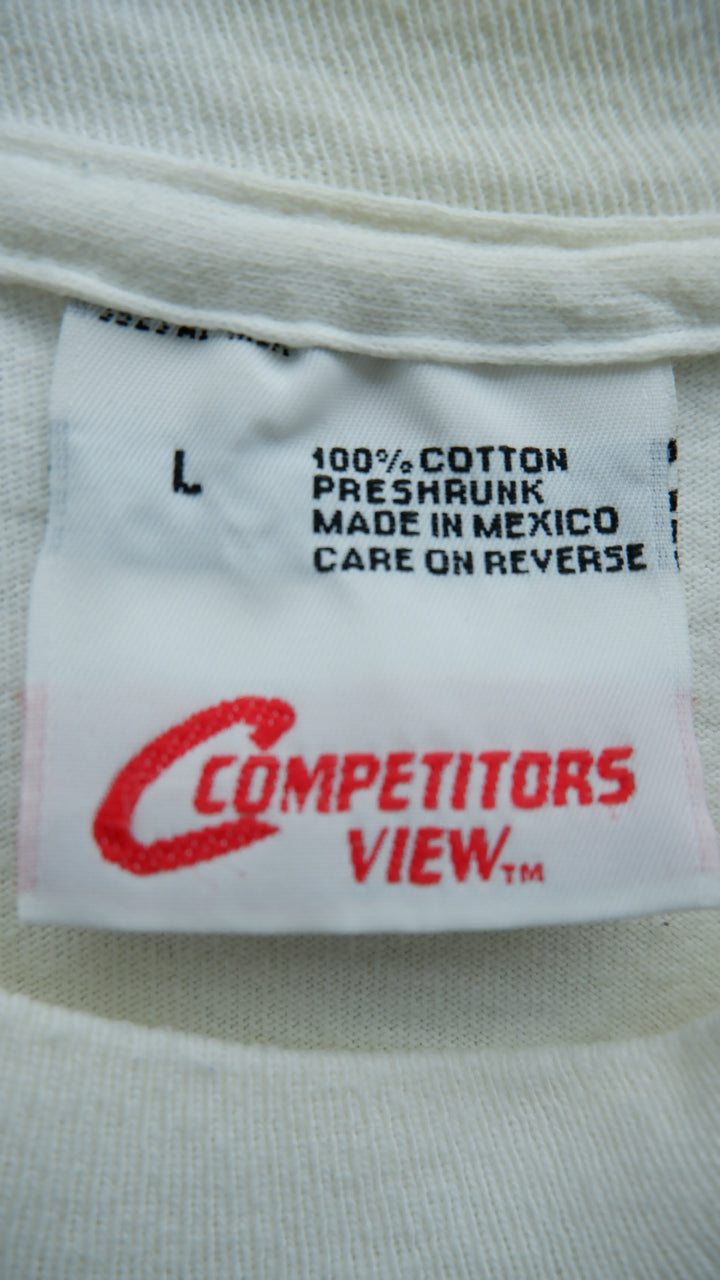 L
100% COTTON
PRESHRUNK
MADE IN MEXICO
CARE ON REVERSE
COMPETITORS
VIEW™